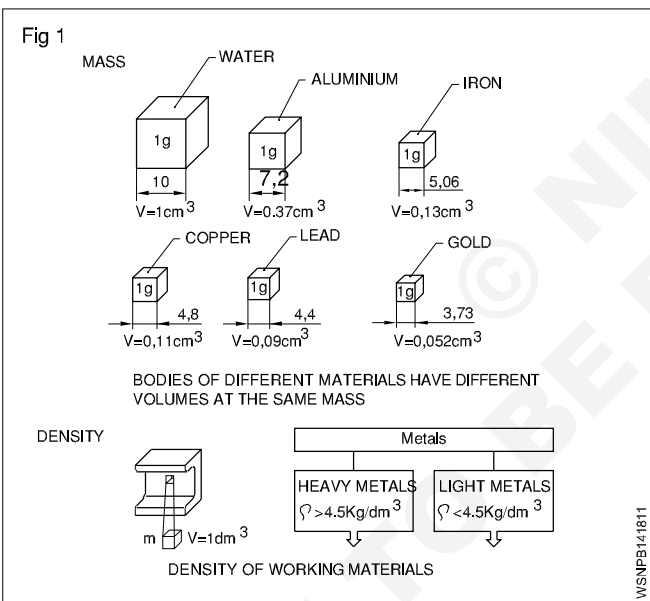 Fig 1
MASS
WATER
ALUMINIUM
IRON
1g
1g
1g
10
7,2
5,06
V=1cm³
V=0.37cm³
V=0,13cm³
COPPER
LEAD
GOLD
1g
1g
1g
4,8
4,4
3,73
V=0,11cm³
V=0,09cm³
V=0,052cm³
BODIES OF DIFFERENT MATERIALS HAVE DIFFERENT
VOLUMES AT THE SAME MASS
DENSITY
Metals
HEAVY METALS
>4.5Kg/dm³
LIGHT METALS
<4.5Kg/dm³
m
V=1dm³
DENSITY OF WORKING MATERIALS
WSNPB141811
© NI
TO BE